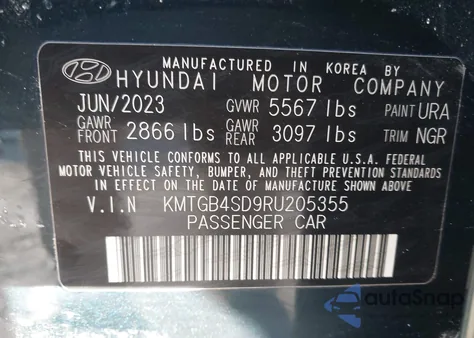 MANUFACTURED IN KOREA BY
HYUNDAI MOTOR COMPANY
JUN/2023 GVWR 5567 lbs PAINT URA
GAWR FRONT 2866 lbs GAWR REAR 3097 lbs TRIM NGR
THIS VEHICLE CONFORMS TO ALL APPLICABLE U.S.A. FEDERAL
MOTOR VEHICLE SAFETY, BUMPER, AND THEFT PREVENTION STANDARDS
IN EFFECT ON THE DATE OF MANUFACTURE SHOWN ABOVE.
V.I.N KMTGB4SD9RU205355
PASSENGER CAR
autoSnap